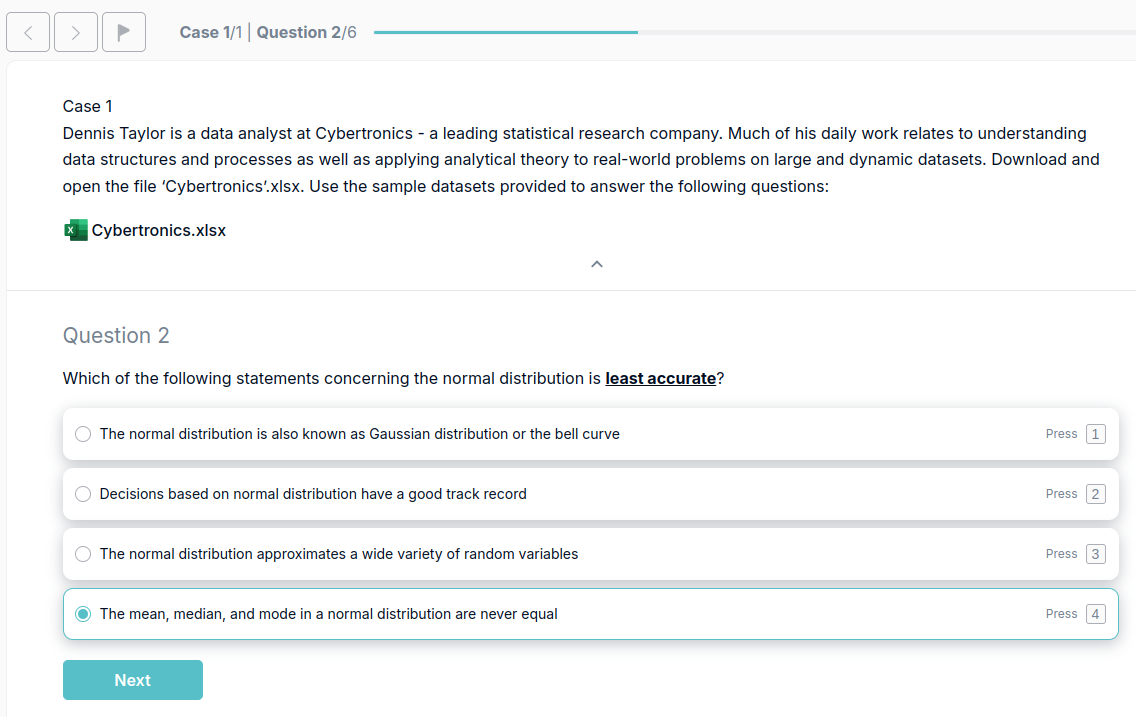 Case 1/1 | Question 2/6
Case 1
Dennis Taylor is a data analyst at Cybertronics - a leading statistical research company. Much of his daily work relates to understanding
data structures and processes as well as applying analytical theory to real-world problems on large and dynamic datasets. Download and
open the file ‘Cybertronics’.xlsx. Use the sample datasets provided to answer the following questions:
X
Cybertronics.xlsx
Question 2
Which of the following statements concerning the normal distribution is least accurate?
The normal distribution is also known as Gaussian distribution or the bell curve Press 1
Decisions based on normal distribution have a good track record Press 2
The normal distribution approximates a wide variety of random variables Press 3
The mean, median, and mode in a normal distribution are never equal Press 4
Next